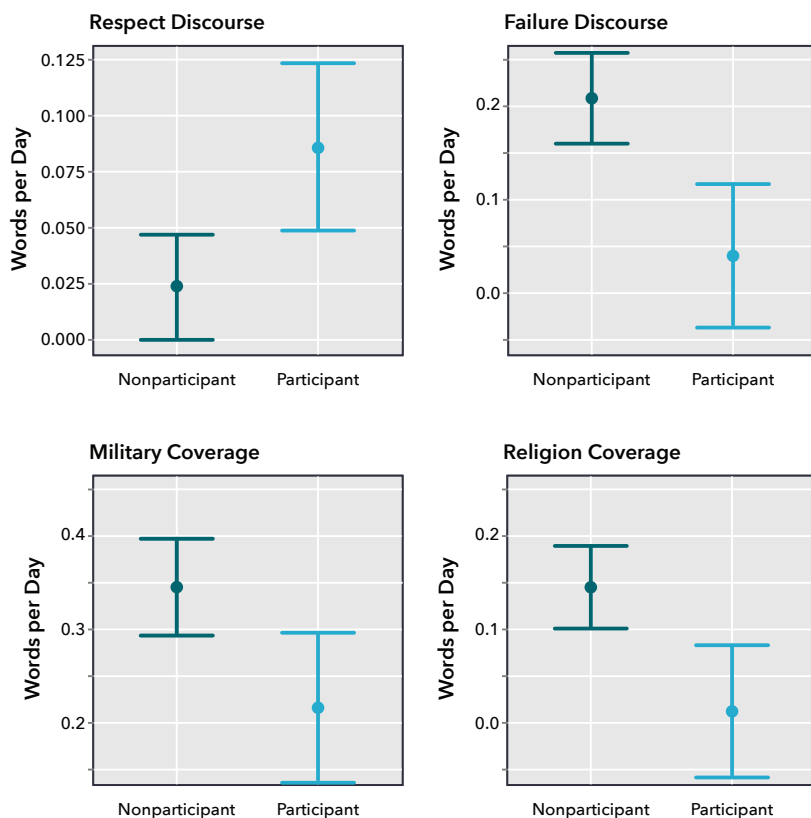 Respect Discourse
Words per Day
0.125
0.100
0.075
0.050
0.025
0.000
Nonparticipant Participant
Failure Discourse
Words per Day
0.2
0.1
0.0
Nonparticipant Participant
Military Coverage
Words per Day
0.4
0.3
0.2
Nonparticipant Participant
Religion Coverage
Words per Day
0.2
0.1
0.0
Nonparticipant Participant